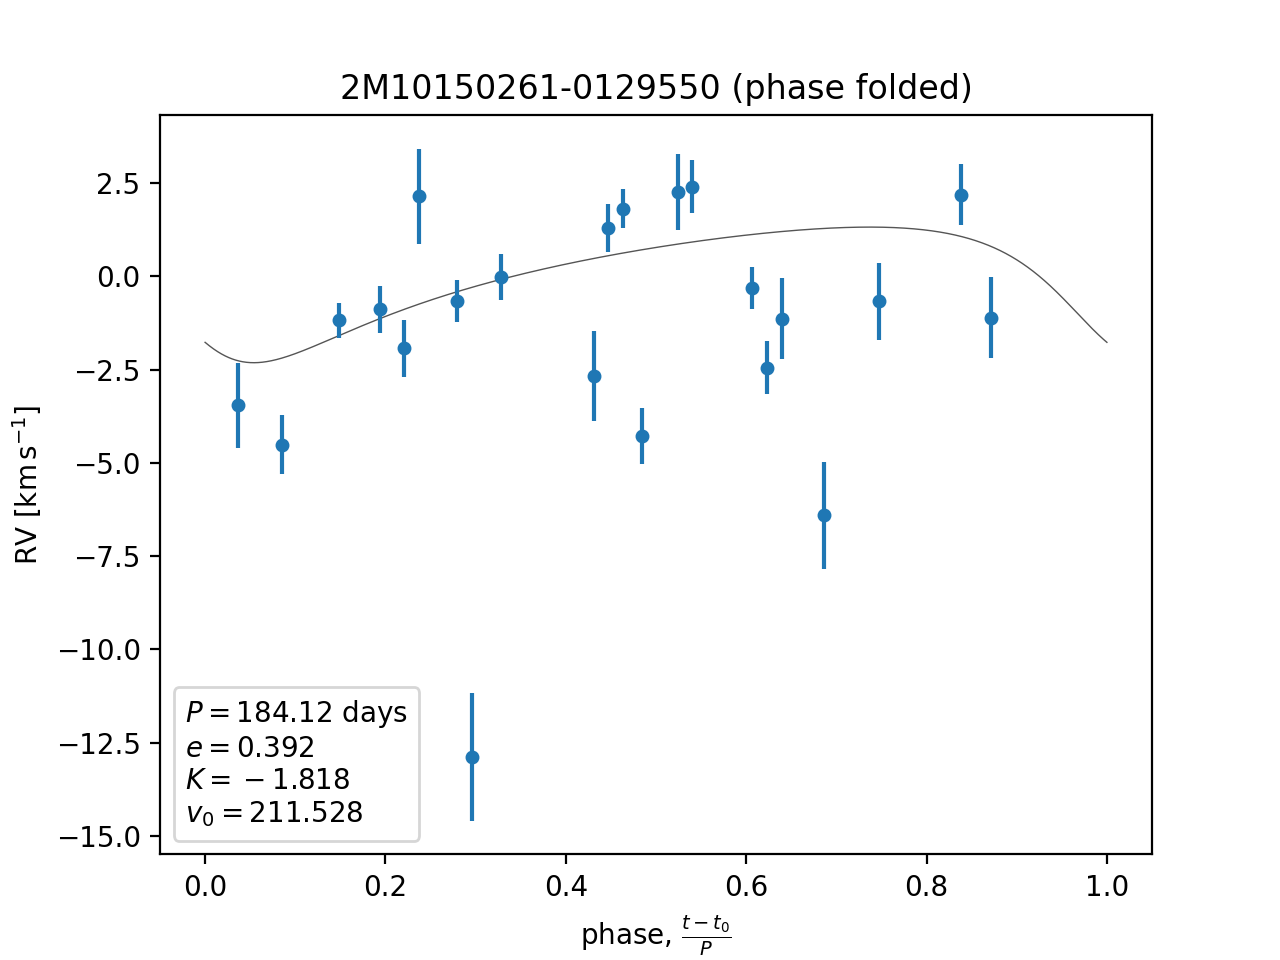 2M10150261-0129550 (phase folded)
RV [km s⁻¹]
2.5
0.0
−2.5
−5.0
−7.5
−10.0
−12.5
−15.0
P = 184.12 days
e = 0.392
K = −1.818
v₀ = 211.528
0.0 0.2 0.4 0.6 0.8 1.0
phase, (t − t₀)/P